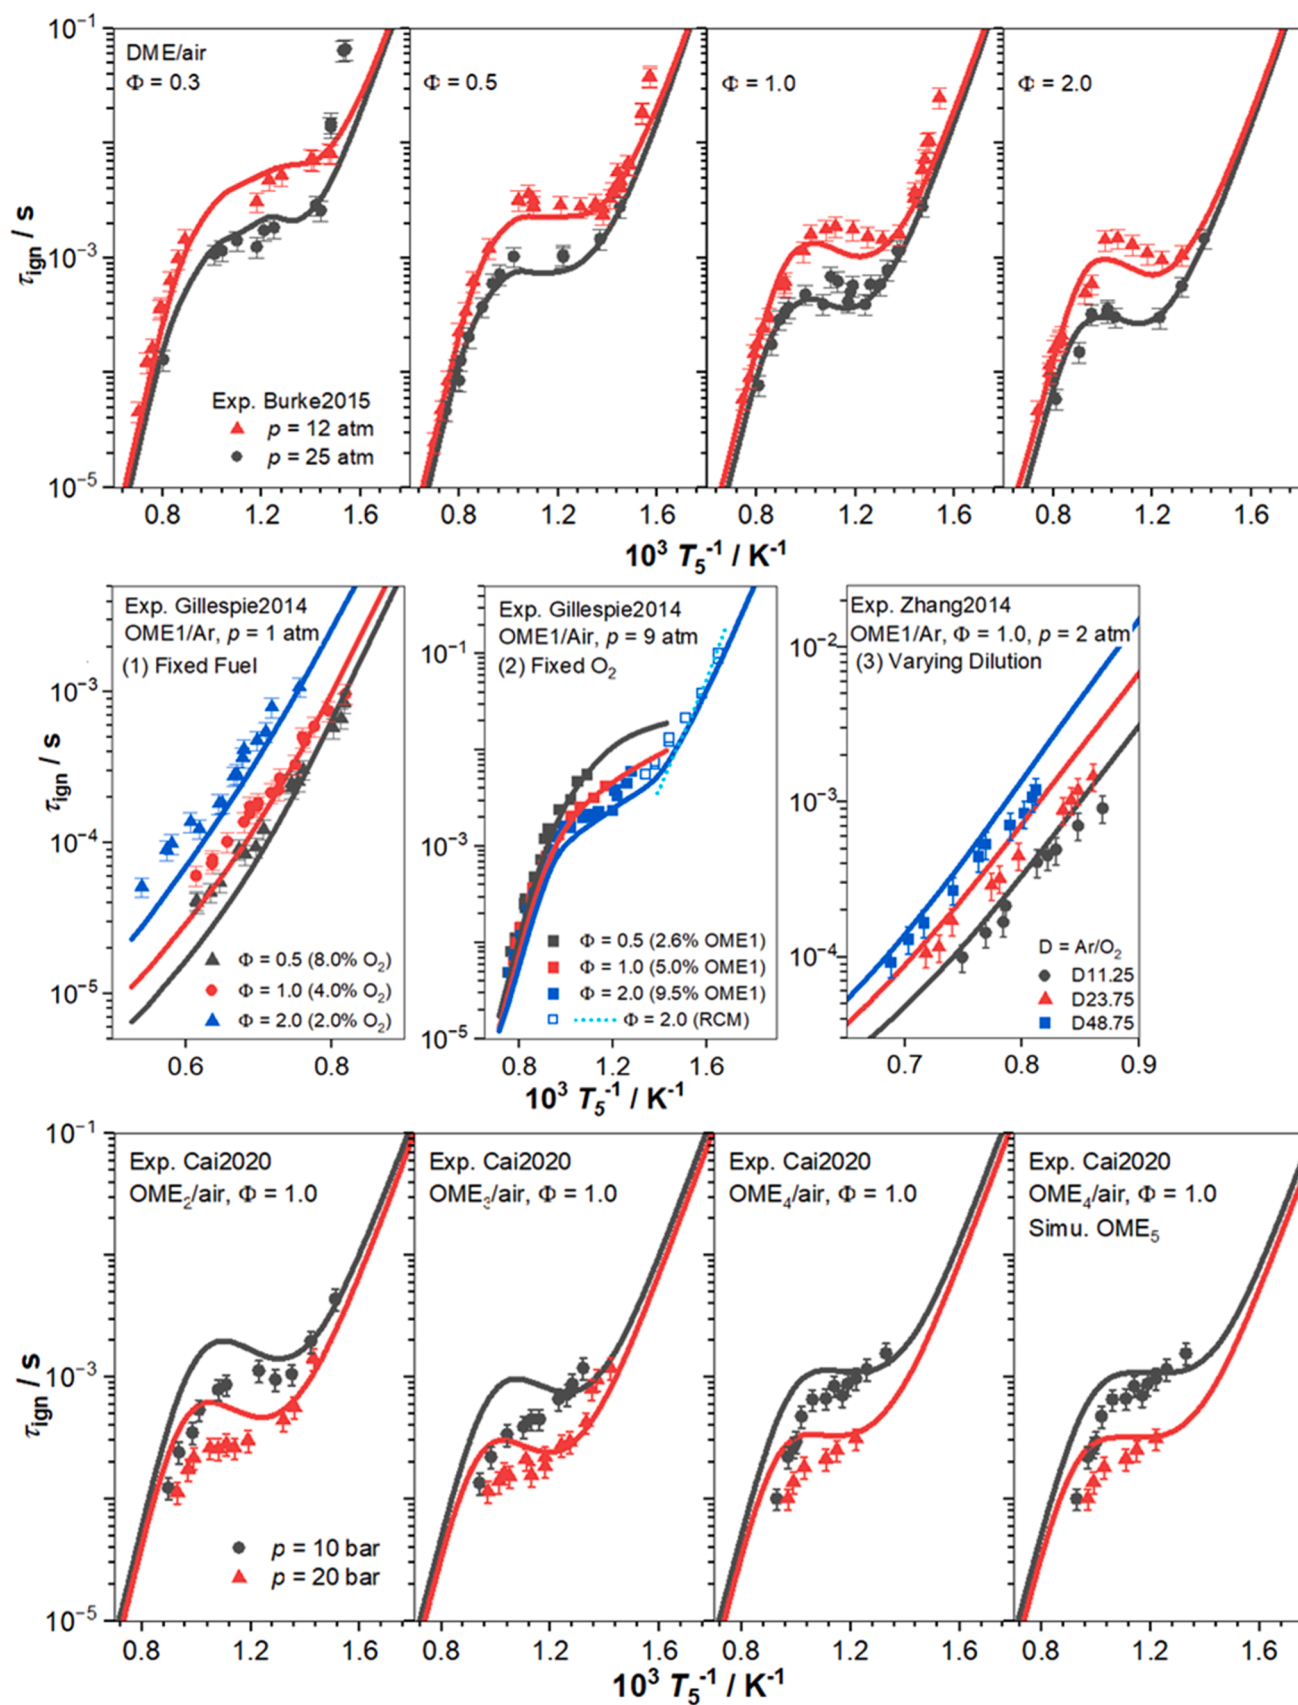 10⁻¹
10⁻³
10⁻⁵
τign / s
DME/air
Φ = 0.3
Φ = 0.5
Φ = 1.0
Φ = 2.0
Exp. Burke2015
p = 12 atm
p = 25 atm
0.8 1.2 1.6
0.8 1.2 1.6
0.8 1.2 1.6
0.8 1.2 1.6
10³ T₅⁻¹ / K⁻¹
10⁻³
10⁻⁴
10⁻⁵
τign / s
Exp. Gillespie2014
OME1/Ar, p = 1 atm
(1) Fixed Fuel
Φ = 0.5 (8.0% O₂)
Φ = 1.0 (4.0% O₂)
Φ = 2.0 (2.0% O₂)
0.6 0.8
10⁻¹
10⁻³
10⁻⁵
Exp. Gillespie2014
OME1/Air, p = 9 atm
(2) Fixed O₂
Φ = 0.5 (2.6% OME1)
Φ = 1.0 (5.0% OME1)
Φ = 2.0 (9.5% OME1)
Φ = 2.0 (RCM)
0.8 1.2 1.6
10⁻²
10⁻³
10⁻⁴
Exp. Zhang2014
OME1/Ar, Φ = 1.0, p = 2 atm
(3) Varying Dilution
D = Ar/O₂
D11.25
D23.75
D48.75
0.7 0.8 0.9
10³ T₅⁻¹ / K⁻¹
10⁻¹
10⁻³
10⁻⁵
τign / s
Exp. Cai2020
OME₂/air, Φ = 1.0
p = 10 bar
p = 20 bar
Exp. Cai2020
OME₃/air, Φ = 1.0
Exp. Cai2020
OME₄/air, Φ = 1.0
Exp. Cai2020
OME₄/air, Φ = 1.0
Simu. OME₅
0.8 1.2 1.6
0.8 1.2 1.6
0.8 1.2 1.6
0.8 1.2 1.6
10³ T₅⁻¹ / K⁻¹